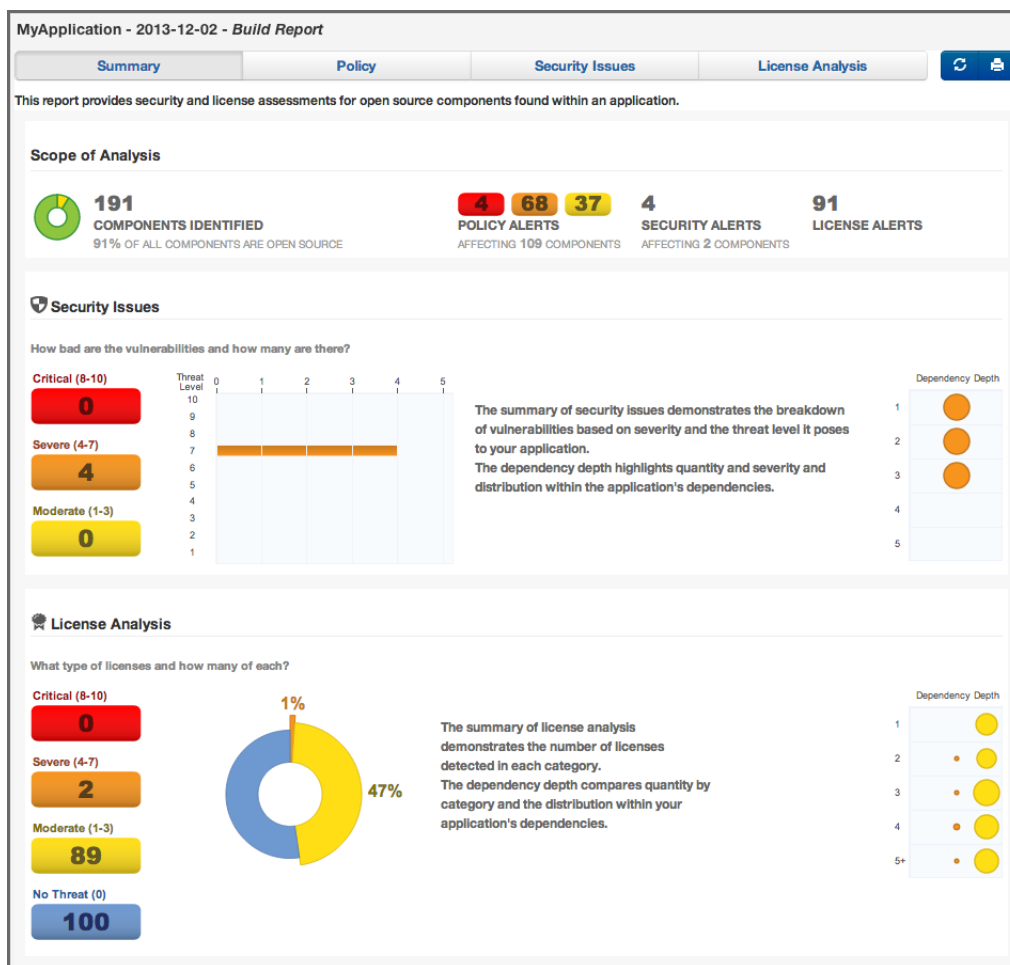 MyApplication - 2013-12-02 - Build Report
Summary
Policy
Security Issues
License Analysis
This report provides security and license assessments for open source components found within an application.
Scope of Analysis
191
COMPONENTS IDENTIFIED
91% OF ALL COMPONENTS ARE OPEN SOURCE
4 68 37
POLICY ALERTS
AFFECTING 109 COMPONENTS
4
SECURITY ALERTS
AFFECTING 2 COMPONENTS
91
LICENSE ALERTS
Security Issues
How bad are the vulnerabilities and how many are there?
Critical (8-10)
0
Severe (4-7)
4
Moderate (1-3)
0
Threat
Level
0 1 2 3 4 5
10
9
8
7
6
5
4
3
2
1
The summary of security issues demonstrates the breakdown
of vulnerabilities based on severity and the threat level it poses
to your application.
The dependency depth highlights quantity and severity and
distribution within the application's dependencies.
Dependency Depth
1
2
3
4
5
License Analysis
What type of licenses and how many of each?
Critical (8-10)
0
Severe (4-7)
2
Moderate (1-3)
89
No Threat (0)
100
1%
47%
The summary of license analysis
demonstrates the number of licenses
detected in each category.
The dependency depth compares quantity by
category and the distribution within your
application's dependencies.
Dependency Depth
1
2
3
4
5+